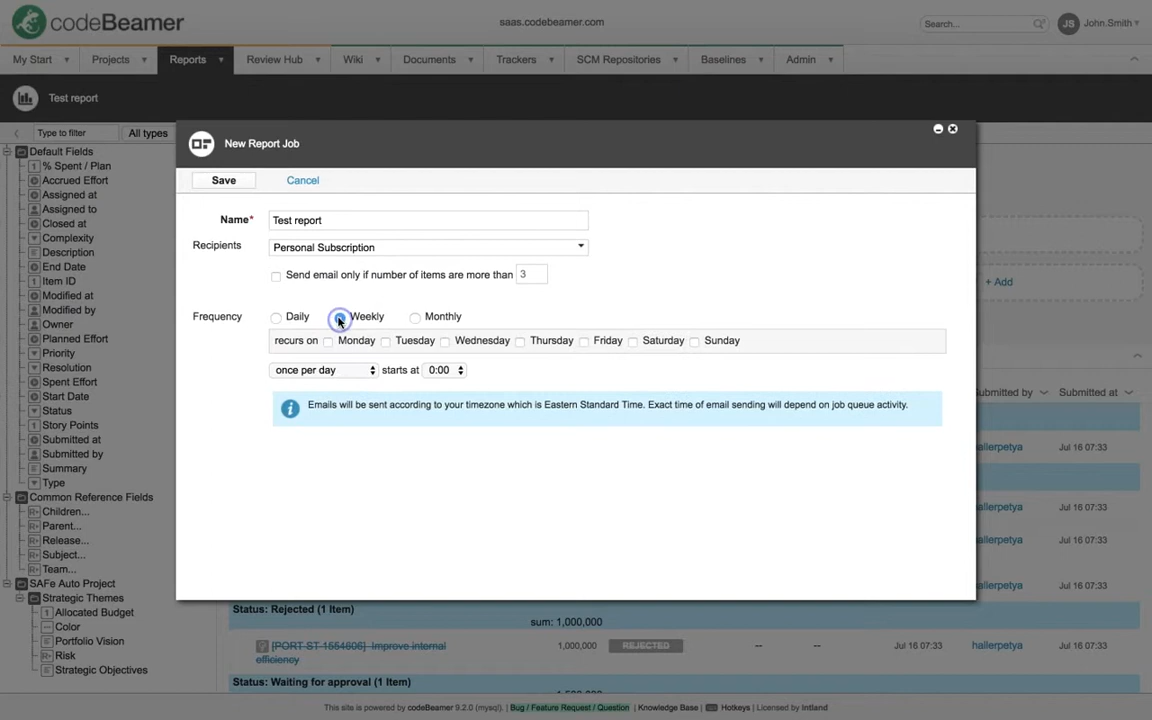 codeBeamer
saas.codebeamer.com
Search...
JS John.Smith
My Start Projects Reports Review Hub Wiki Documents Trackers SCM Repositories Baselines Admin
Test report
Type to filter All types
New Report Job
Save Cancel
Name* Test report
Recipients Personal Subscription
Send email only if number of items are more than 3
Frequency Daily Weekly Monthly
recurs on Monday Tuesday Wednesday Thursday Friday Saturday Sunday
once per day starts at 0:00
Emails will be sent according to your timezone which is Eastern Standard Time. Exact time of email sending will depend on job queue activity.
Default Fields
% Spent / Plan
Accrued Effort
Assigned at
Assigned to
Closed at
Complexity
Description
End Date
Item ID
Modified at
Modified by
Owner
Planned Effort
Priority
Resolution
Spent Effort
Start Date
Status
Story Points
Submitted at
Submitted by
Summary
Type
Common Reference Fields
Children...
Parent...
Release...
Subject...
Team...
SAFe Auto Project
Strategic Themes
Allocated Budget
Color
Portfolio Vision
Risk
Strategic Objectives
+ Add
Submitted by Submitted at
hallerpetya Jul 16 07:33
hallerpetya Jul 16 07:33
hallerpetya Jul 16 07:33
hallerpetya Jul 16 07:33
Status: Rejected (1 Item)
sum: 1,000,000
[PORT-ST-1554606] Improve internal 1,000,000 REJECTED -- -- Jul 16 07:33 hallerpetya Jul 16 07:33
efficiency
Status: Waiting for approval (1 Item)
This site is powered by codeBeamer 9.2.0 (mysql). | Bug / Feature Request / Question | Knowledge Base | Hotkeys | Licensed by Intland